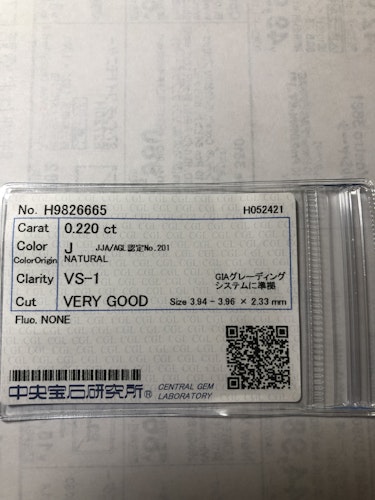 No. H9826665 H052421
Carat 0.220 ct
Color J JJA/AGL認定No.201
ColorOrigin NATURAL
Clarity VS-1 GIAグレーディング
システムに準拠
Cut VERY GOOD Size 3.94 - 3.96 × 2.33 mm
Fluo. NONE
中央宝石研究所® CENTRAL GEM
LABORATORY